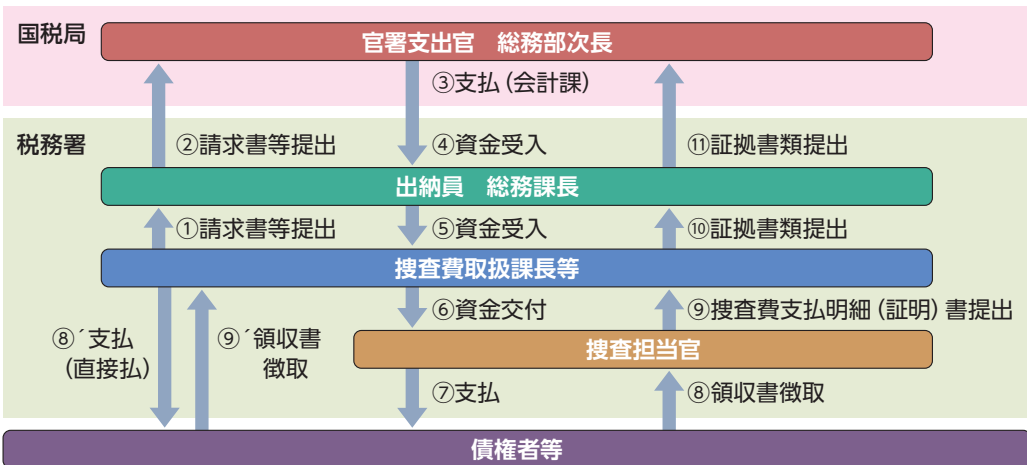 国税局
官署支出官　総務部次長
③支払（会計課）
税務署
②請求書等提出
④資金受入
⑪証拠書類提出
出納員　総務課長
①請求書等提出
⑤資金受入
⑩証拠書類提出
捜査費取扱課長等
⑧´支払
（直接払）
⑨´領収書
徴取
⑥資金交付
⑨捜査費支払明細（証明）書提出
捜査担当官
⑦支払
⑧領収書徴取
債権者等